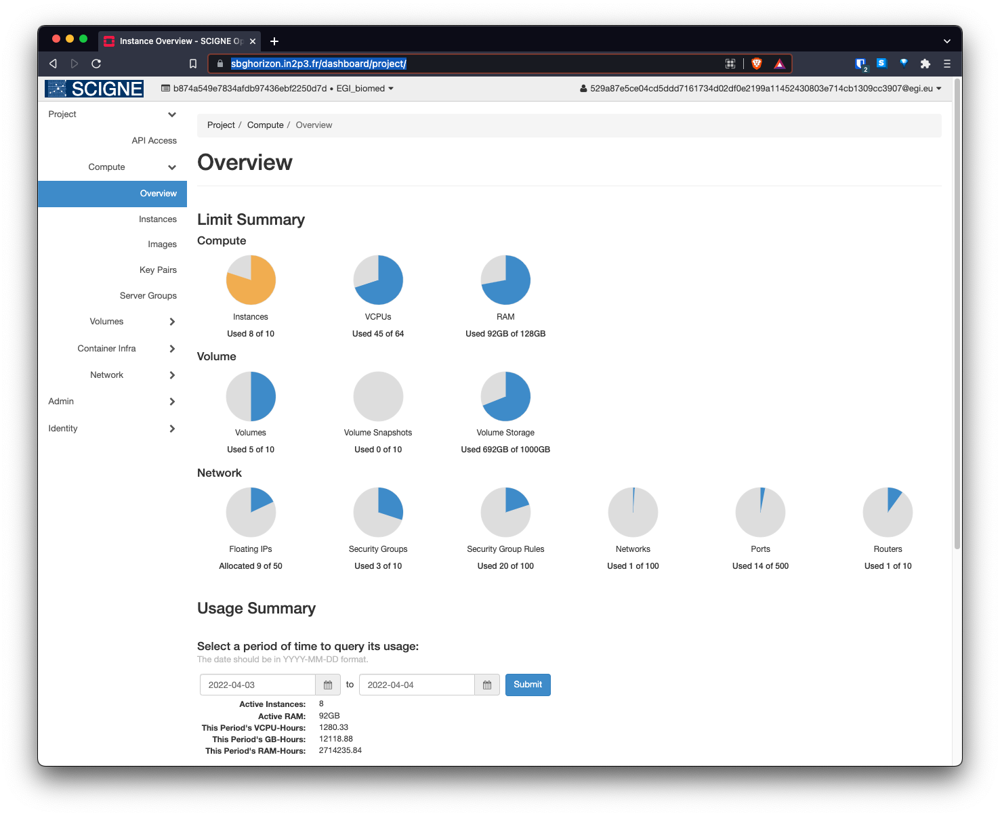 Instance Overview - SCIGNE Op
sbghorizon.in2p3.fr/dashboard/project/
2
S
SCIGNE
b874a549e7834afdb97436ebf2250d7d • EGI_biomed
529a87e5ce04cd5ddd7161734d02df0e2199a11452430803e714cb1309cc3907@egi.eu
Project
API Access
Compute
Overview
Instances
Images
Key Pairs
Server Groups
Volumes
Container Infra
Network
Admin
Identity
Project / Compute / Overview
Overview
Limit Summary
Compute
Instances VCPUs RAM
Used 8 of 10 Used 45 of 64 Used 92GB of 128GB
Volume
Volumes Volume Snapshots Volume Storage
Used 5 of 10 Used 0 of 10 Used 692GB of 1000GB
Network
Floating IPs Security Groups Security Group Rules Networks Ports Routers
Allocated 9 of 50 Used 3 of 10 Used 20 of 100 Used 1 of 100 Used 14 of 500 Used 1 of 10
Usage Summary
Select a period of time to query its usage:
The date should be in YYYY-MM-DD format.
2022-04-03 to 2022-04-04 Submit
Active Instances: 8
Active RAM: 92GB
This Period's VCPU-Hours: 1280.33
This Period's GB-Hours: 12118.88
This Period's RAM-Hours: 2714235.84